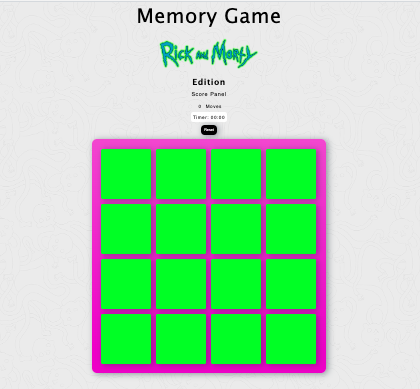 Memory Game
Rick and Morty
Edition
Score Panel
0 Moves
Timer: 00:00
Reset